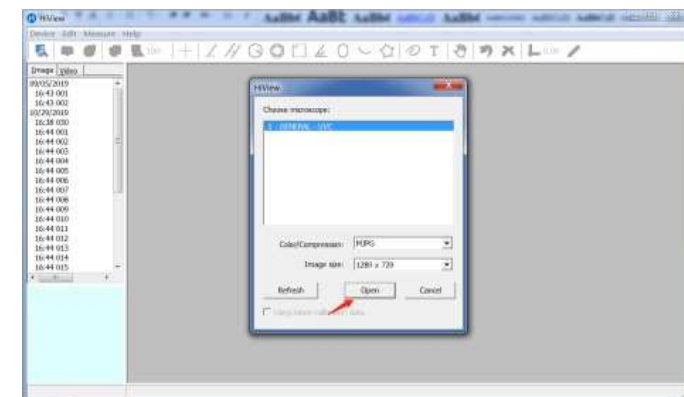 HiView
Device Edit Measure Help
Image Video
09/05/2019
16:43 001
16:43 002
10/29/2019
16:38 030
16:44 001
16:44 002
16:44 003
16:44 004
16:44 005
16:44 006
16:44 007
16:44 008
16:44 009
16:44 010
16:44 011
16:44 012
16:44 013
16:44 014
16:44 015
HiView
Choose microscope:
1 - GENERAL - UVC
Color/Compression: MJPG
Image size: 1280 x 720
Refresh Open Cancel